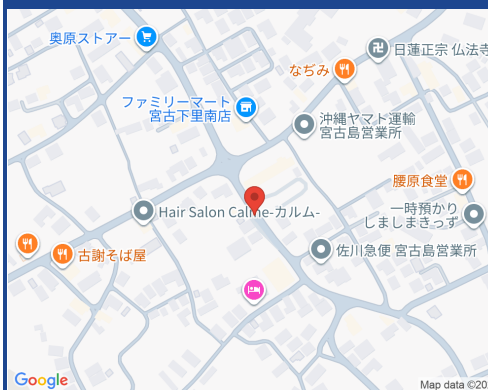 奥原ストアー
日蓮正宗 仏法寺
なぢみ
ファミリーマート
宮古下里南店
沖縄ヤマト運輸
宮古島営業所
腰原食堂
一時預かり
しましまきっず
Hair Salon Calme-カルム-
古謝そば屋
佐川急便 宮古島営業所
Google
Map data ©20